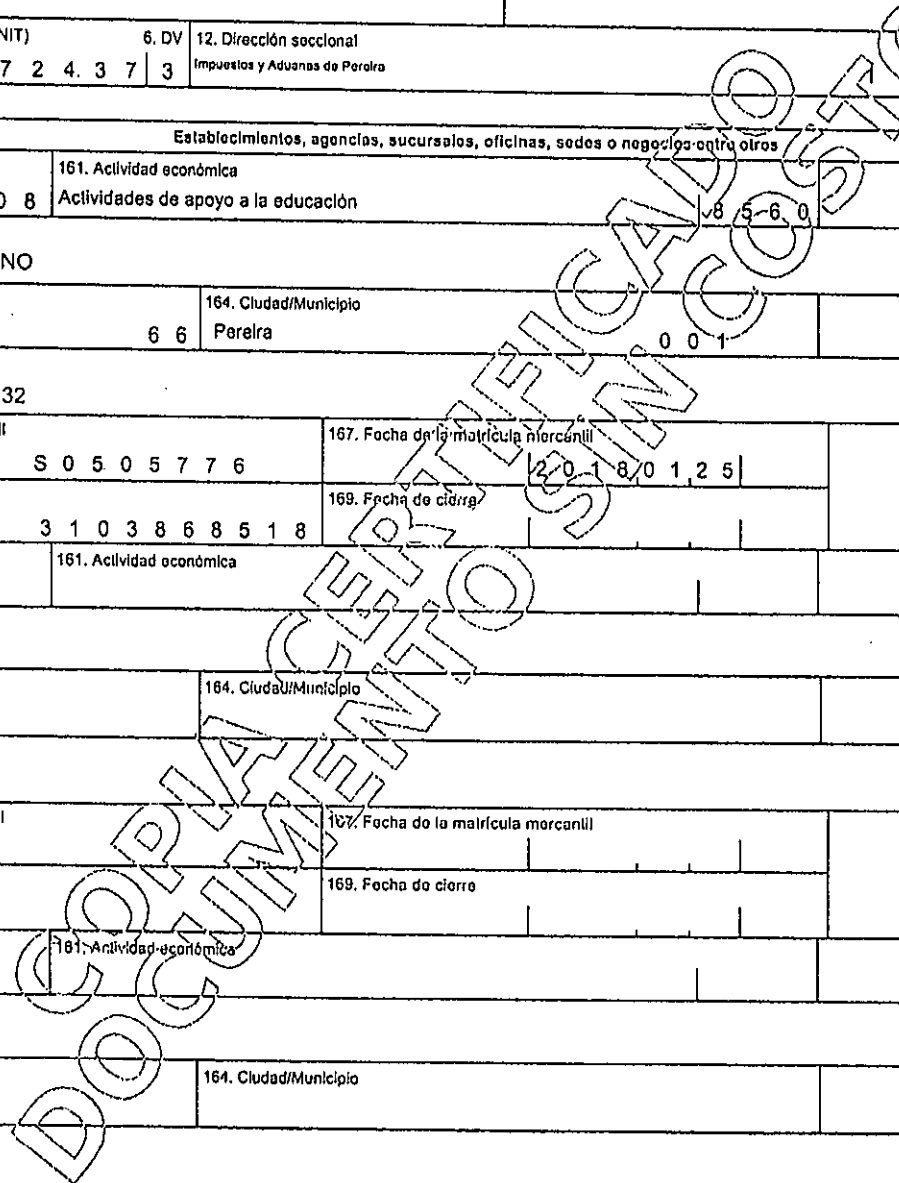 NIT) 6. DV 12. Dirección seccional
7 2 4. 3 7 3 Impuestos y Aduanas de Pereira
Establecimientos, agencias, sucursales, oficinas, sedes o negocios entre otros
161. Actividad económica
0 8 Actividades de apoyo a la educación 8 5 6 0
NO
164. Ciudad/Municipio
6 6 Pereira 0 0 1
32
167. Fecha de la matrícula mercantil
S 0 5 0 5 7 7 6 2 0 1 8 0 1 2 5
169. Fecha de cierre
3 1 0 3 8 6 8 5 1 8
161. Actividad económica
164. Ciudad/Municipio
167. Fecha de la matrícula mercantil
169. Fecha de cierre
161. Actividad económica
164. Ciudad/Municipio
COPIA CERTIFICADO
DOCUMENTO SIN COSTO